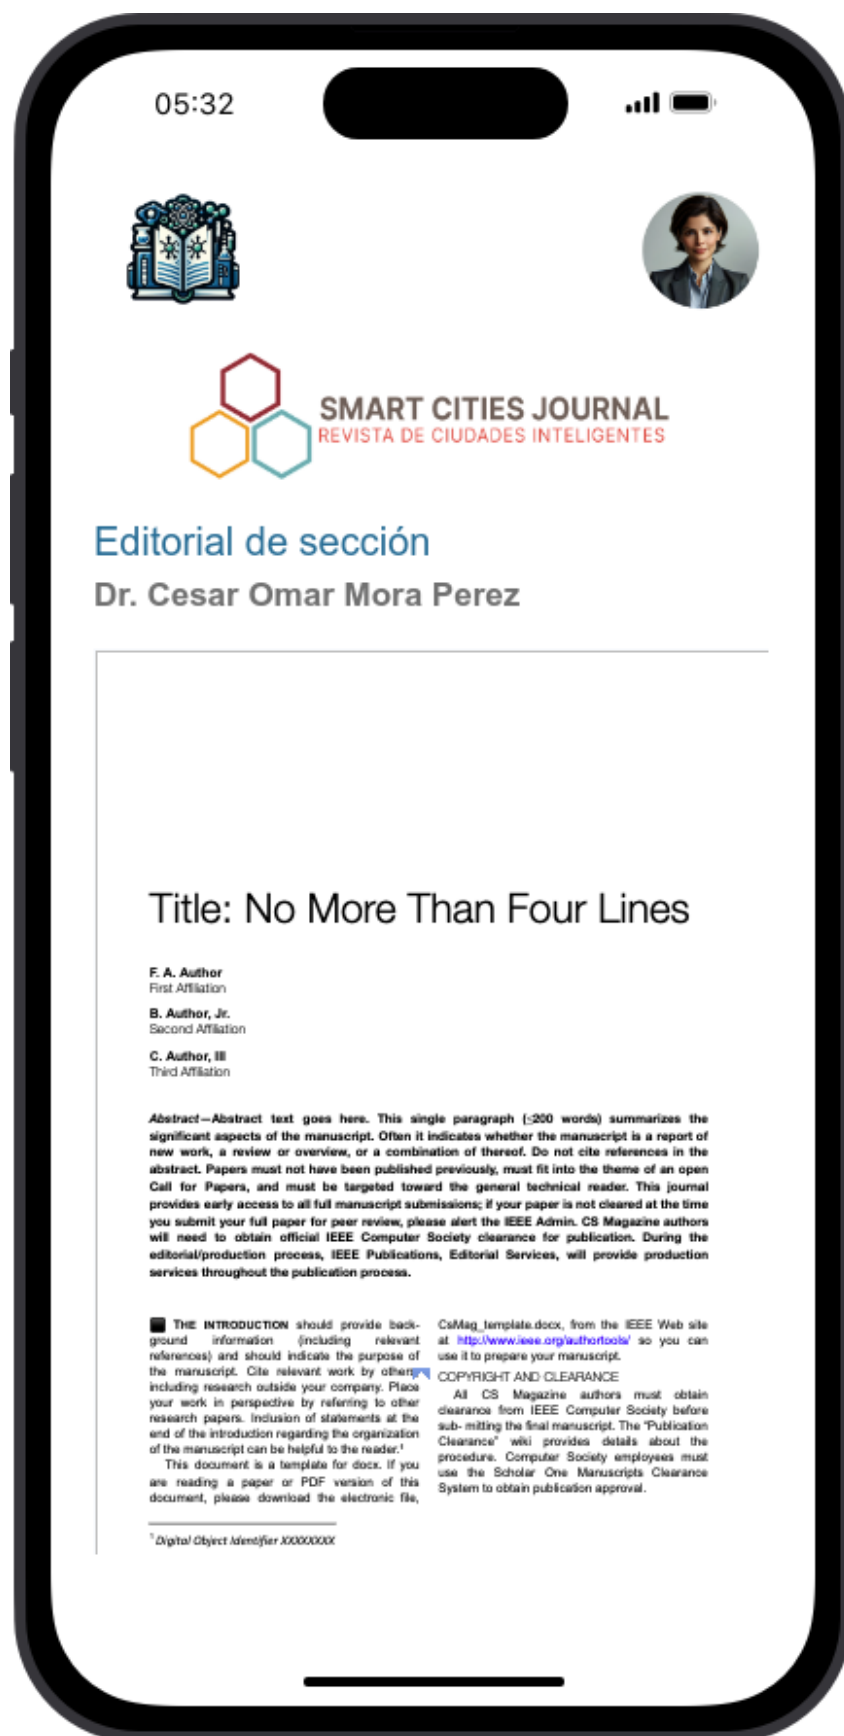 05:32
SMART CITIES JOURNAL
REVISTA DE CIUDADES INTELIGENTES
Editorial de sección
Dr. Cesar Omar Mora Perez
Title: No More Than Four Lines
F. A. Author
First Affiliation
B. Author, Jr.
Second Affiliation
C. Author, III
Third Affiliation
Abstract—Abstract text goes here. This single paragraph (≤200 words) summarizes the
significant aspects of the manuscript. Often it indicates whether the manuscript is a report of
new work, a review or overview, or a combination of thereof. Do not cite references in the
abstract. Papers must not have been published previously, must fit into the theme of an open
Call for Papers, and must be targeted toward the general technical reader. This journal
provides early access to all full manuscript submissions; if your paper is not cleared at the time
you submit your full paper for peer review, please alert the IEEE Admin. CS Magazine authors
will need to obtain official IEEE Computer Society clearance for publication. During the
editorial/production process, IEEE Publications, Editorial Services, will provide production
services throughout the publication process.
THE INTRODUCTION should provide back-
ground information (including relevant
references) and should indicate the purpose of
the manuscript. Cite relevant work by others,
including research outside your company. Place
your work in perspective by referring to other
research papers. Inclusion of statements at the
end of the introduction regarding the organization
of the manuscript can be helpful to the reader.¹
This document is a template for docx. If you
are reading a paper or PDF version of this
document, please download the electronic file,
¹ Digital Object Identifier XXXXXXXX
CsMag_template.docx, from the IEEE Web site
at http://www.ieee.org/authortools/ so you can
use it to prepare your manuscript.
COPYRIGHT AND CLEARANCE
All CS Magazine authors must obtain
clearance from IEEE Computer Society before
sub- mitting the final manuscript. The "Publication
Clearance" wiki provides details about the
procedure. Computer Society employees must
use the Scholar One Manuscripts Clearance
System to obtain publication approval.